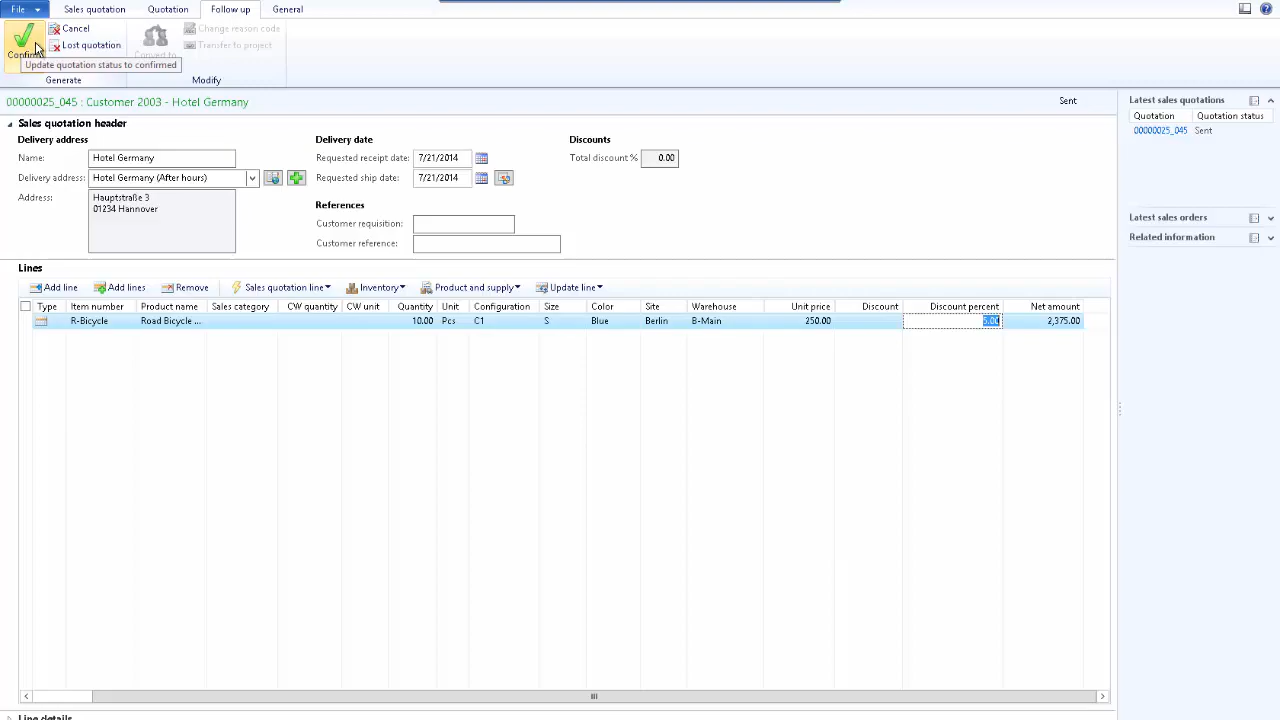 File
Sales quotation
Quotation
Follow up
General
Cancel
Lost quotation
Confirm
Convert to
Change reason code
Transfer to project
Update quotation status to confirmed
Generate
Modify
00000025_045 : Customer 2003 - Hotel Germany
Sent
Sales quotation header
Delivery address
Name:
Hotel Germany
Delivery address:
Hotel Germany (After hours)
Address:
Hauptstraße 3
01234 Hannover
Delivery date
Requested receipt date:
7/21/2014
Requested ship date:
7/21/2014
References
Customer requisition:
Customer reference:
Discounts
Total discount %
0.00
Latest sales quotations
Quotation Quotation status
00000025_045 Sent
Latest sales orders
Related information
Lines
Add line Add lines Remove Sales quotation line Inventory Product and supply Update line
Type Item number Product name Sales category CW quantity CW unit Quantity Unit Configuration Size Color Site Warehouse Unit price Discount Discount percent Net amount
R-Bicycle Road Bicycle ... 10.00 Pcs C1 S Blue Berlin B-Main 250.00 5.00 2,375.00
Line details